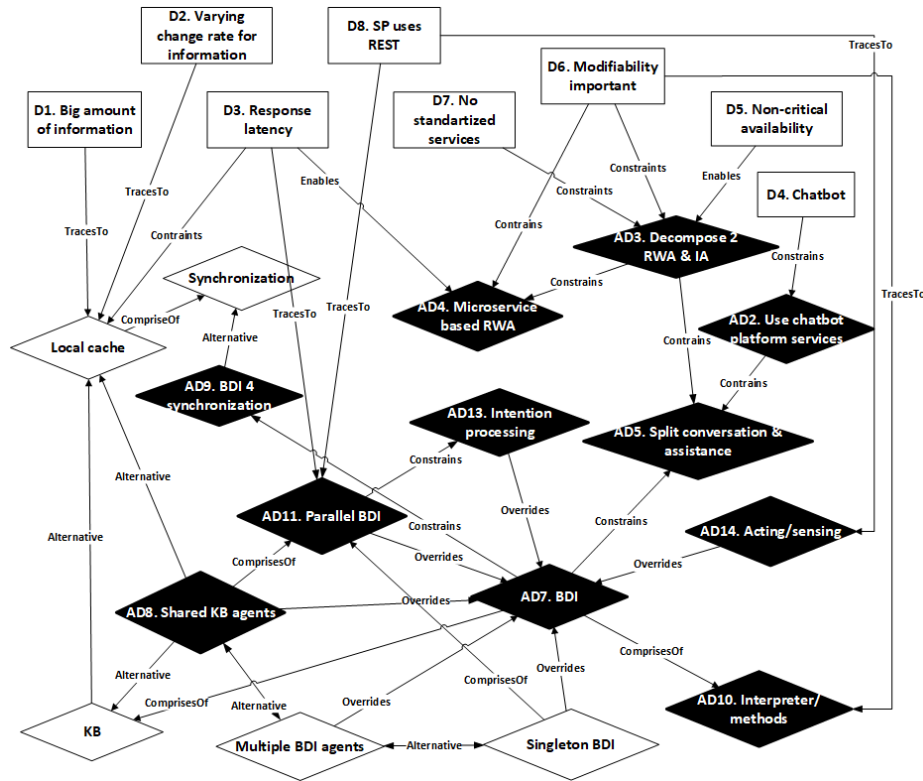 D2. Varying
change rate for
information
D8. SP uses
REST
TracesTo
D6. Modifiability
important
D7. No
standartized
services
D1. Big amount
of information
D3. Response
latency
D5. Non-critical
availability
TracesTo
Enables
Constraints
Constraints
Enables
D4. Chatbot
TracesTo
Contraints
Contrains
AD3. Decompose 2
RWA & IA
Constrains
Synchronization
Constrains
TracesTo
TracesTo
TracesTo
CompriseOf
AD4. Microservice
based RWA
AD2. Use chatbot
platform services
Local cache
Alternative
Contrains
Contrains
AD9. BDI 4
synchronization
AD13. Intention
processing
AD5. Split conversation &
assistance
Constrains
Alternative
AD11. Parallel BDI
Overrides
Constrains
Constrains
AD14. Acting/sensing
Alternative
ComprisesOf
Overrides
Overrides
AD8. Shared KB agents
Overrides
AD7. BDI
Alternative
ComprisesOf
ComprisesOf
Overrides
ComprisesOf
Overrides
Alternative
AD10. Interpreter/
methods
KB
Multiple BDI agents
Alternative
Singleton BDI